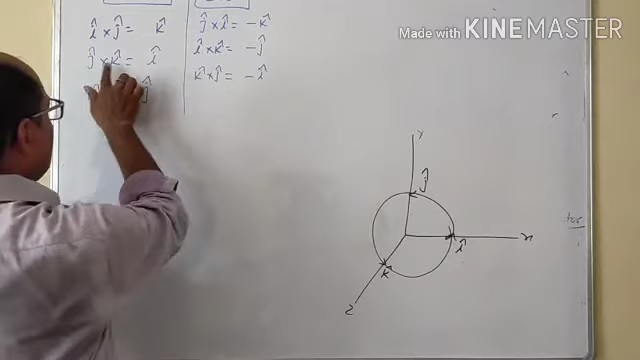 Made With KINEMASTER
î × ĵ = k̂
ĵ × k̂ = î
ĵ
ĵ × î = - k̂
î × k̂ = - ĵ
k̂ × ĵ = - î
y
ĵ
x
î
k̂
z